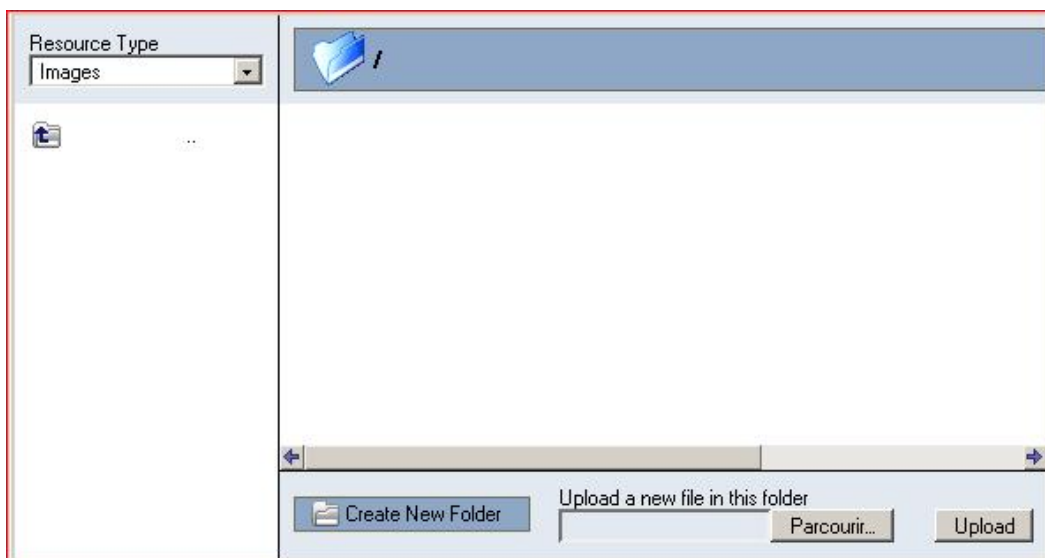 Resource Type
Images
/
..
Create New Folder
Upload a new file in this folder
Parcourir...
Upload